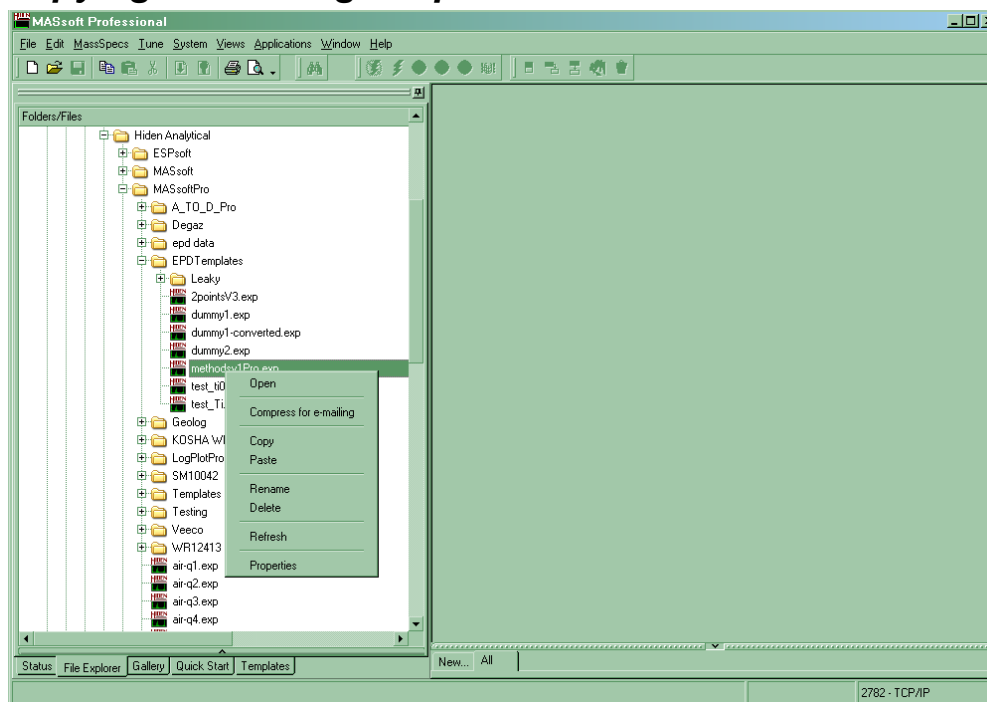 MASsoft Professional
File Edit MassSpecs Tune System Views Applications Window Help
Folders/Files
Hiden Analytical
ESPsoft
MASsoft
MASsoftPro
A_TO_D_Pro
Degaz
epd data
EPDTemplates
Leaky
2pointsV3.exp
dummy1.exp
dummy1-converted.exp
dummy2.exp
methodsv1Pro.exp
test_ti0
test_Ti.
Open
Compress for e-mailing
Copy
Paste
Rename
Delete
Refresh
Properties
Geolog
KOSHA WI
LogPlotPro
SM10042
Templates
Testing
Veeco
WR12413
air-q1.exp
air-q2.exp
air-q3.exp
air-q4.exp
Status File Explorer Gallery Quick Start Templates
New... All
2782 - TCP/IP